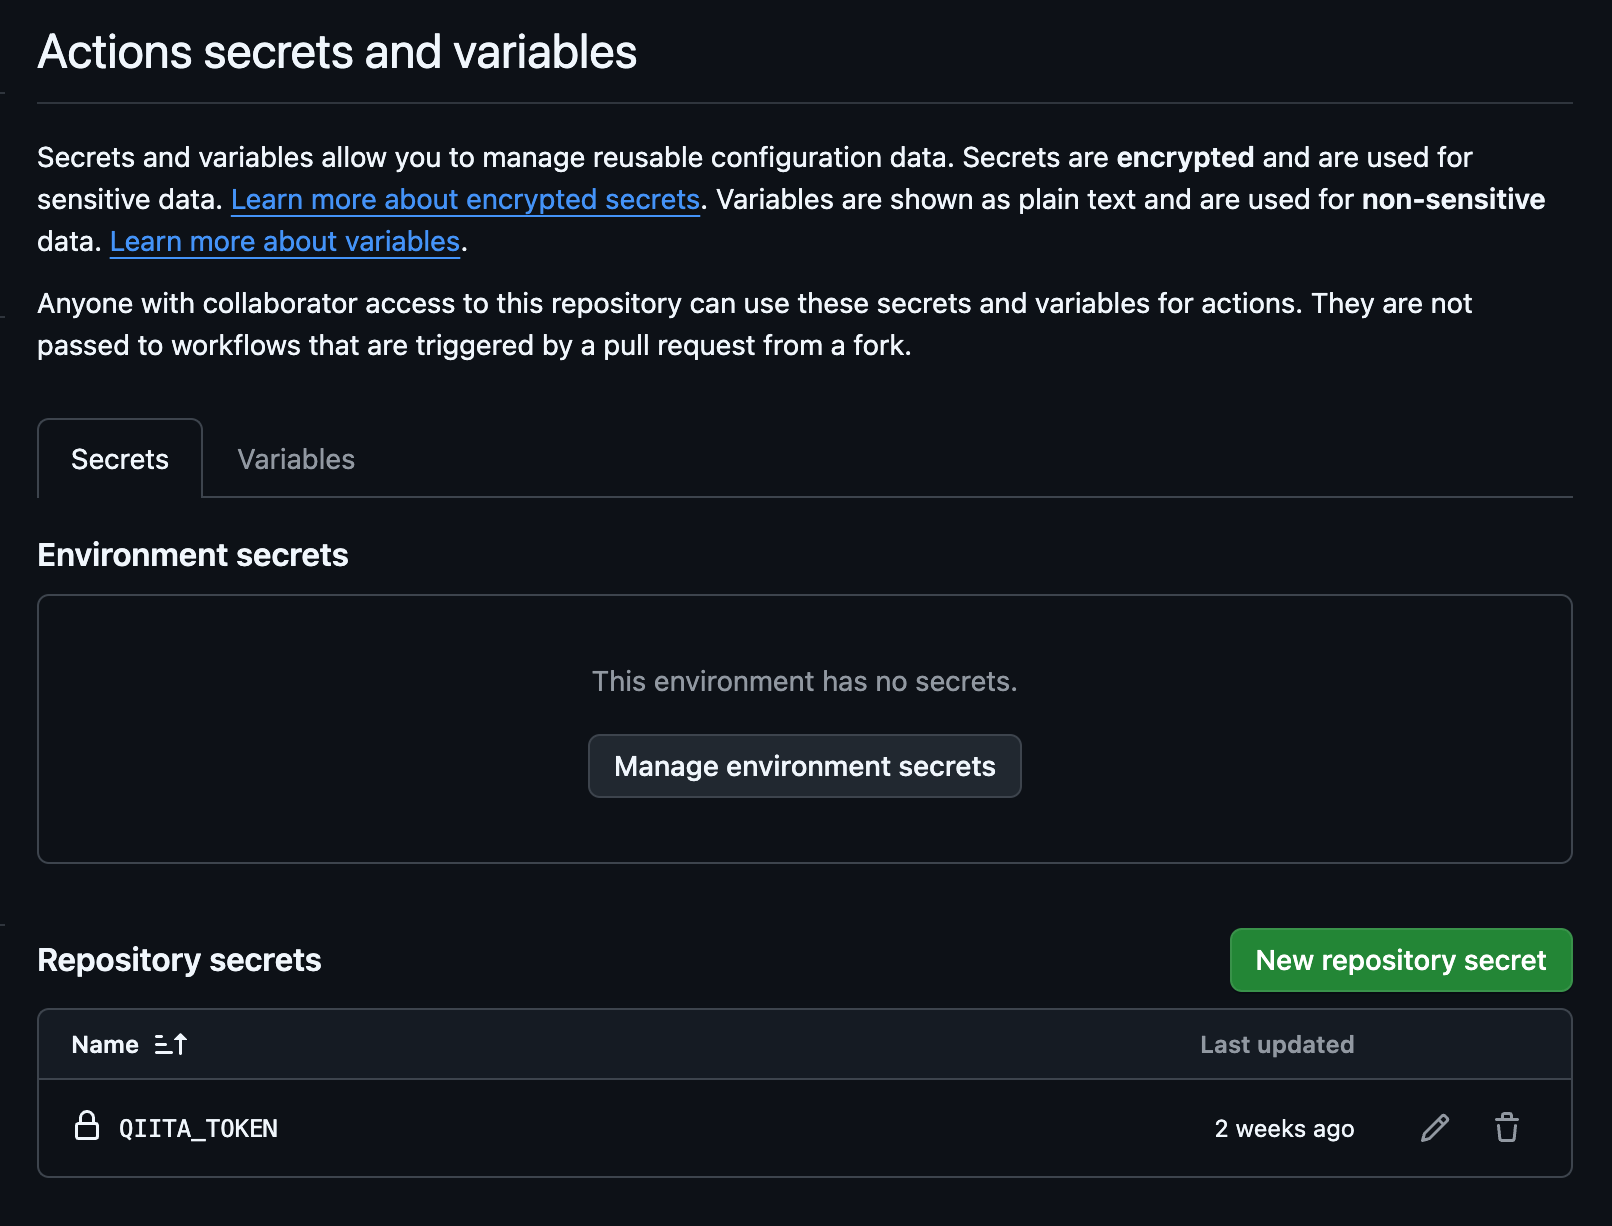 Actions secrets and variables
Secrets and variables allow you to manage reusable configuration data. Secrets are encrypted and are used for
sensitive data. Learn more about encrypted secrets. Variables are shown as plain text and are used for non-sensitive
data. Learn more about variables.
Anyone with collaborator access to this repository can use these secrets and variables for actions. They are not
passed to workflows that are triggered by a pull request from a fork.
Secrets Variables
Environment secrets
This environment has no secrets.
Manage environment secrets
Repository secrets New repository secret
Name Last updated
QIITA_TOKEN 2 weeks ago